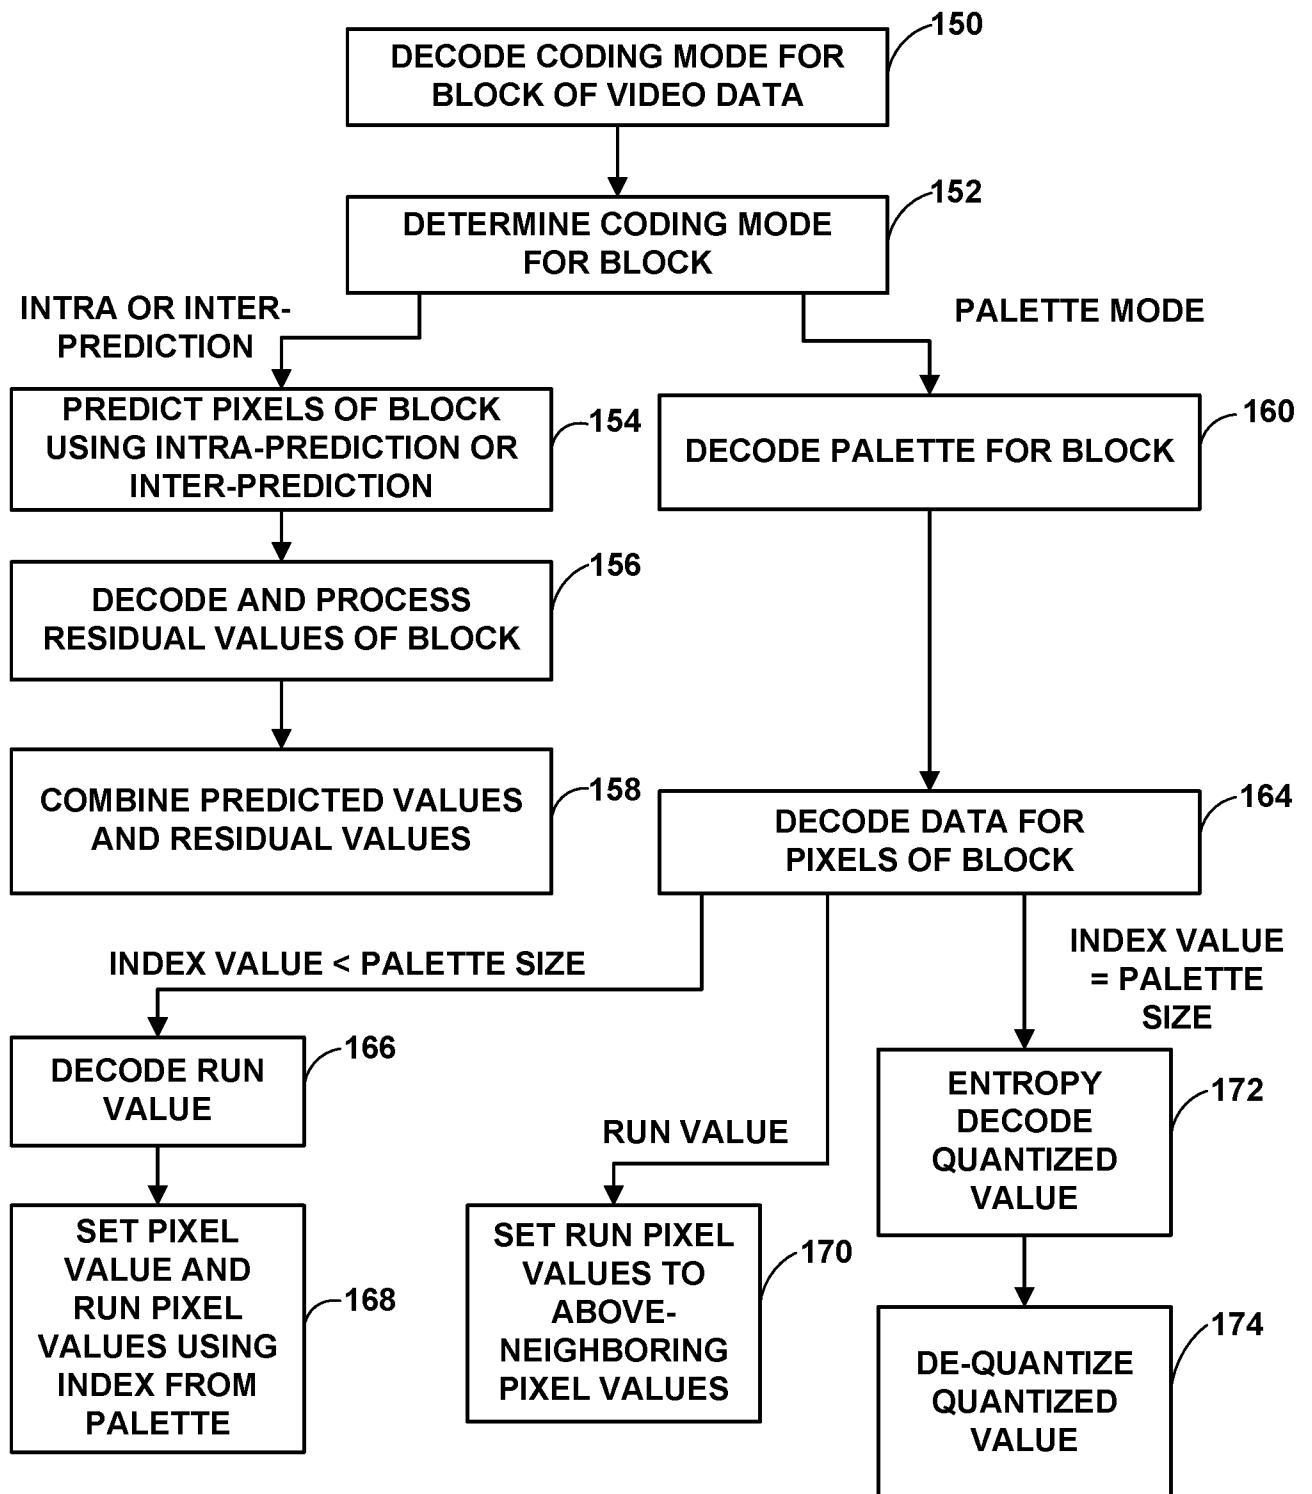 150
DECODE CODING MODE FOR
BLOCK OF VIDEO DATA
152
DETERMINE CODING MODE
FOR BLOCK
INTRA OR INTER-
PREDICTION
PALETTE MODE
PREDICT PIXELS OF BLOCK
USING INTRA-PREDICTION OR
INTER-PREDICTION
154
DECODE PALETTE FOR BLOCK
160
DECODE AND PROCESS
RESIDUAL VALUES OF BLOCK
156
COMBINE PREDICTED VALUES
AND RESIDUAL VALUES
158
DECODE DATA FOR
PIXELS OF BLOCK
164
INDEX VALUE < PALETTE SIZE
INDEX VALUE
= PALETTE
SIZE
DECODE RUN
VALUE
166
RUN VALUE
ENTROPY
DECODE
QUANTIZED
VALUE
172
SET PIXEL
VALUE AND
RUN PIXEL
VALUES USING
INDEX FROM
PALETTE
168
SET RUN PIXEL
VALUES TO
ABOVE-
NEIGHBORING
PIXEL VALUES
170
DE-QUANTIZE
QUANTIZED
VALUE
174